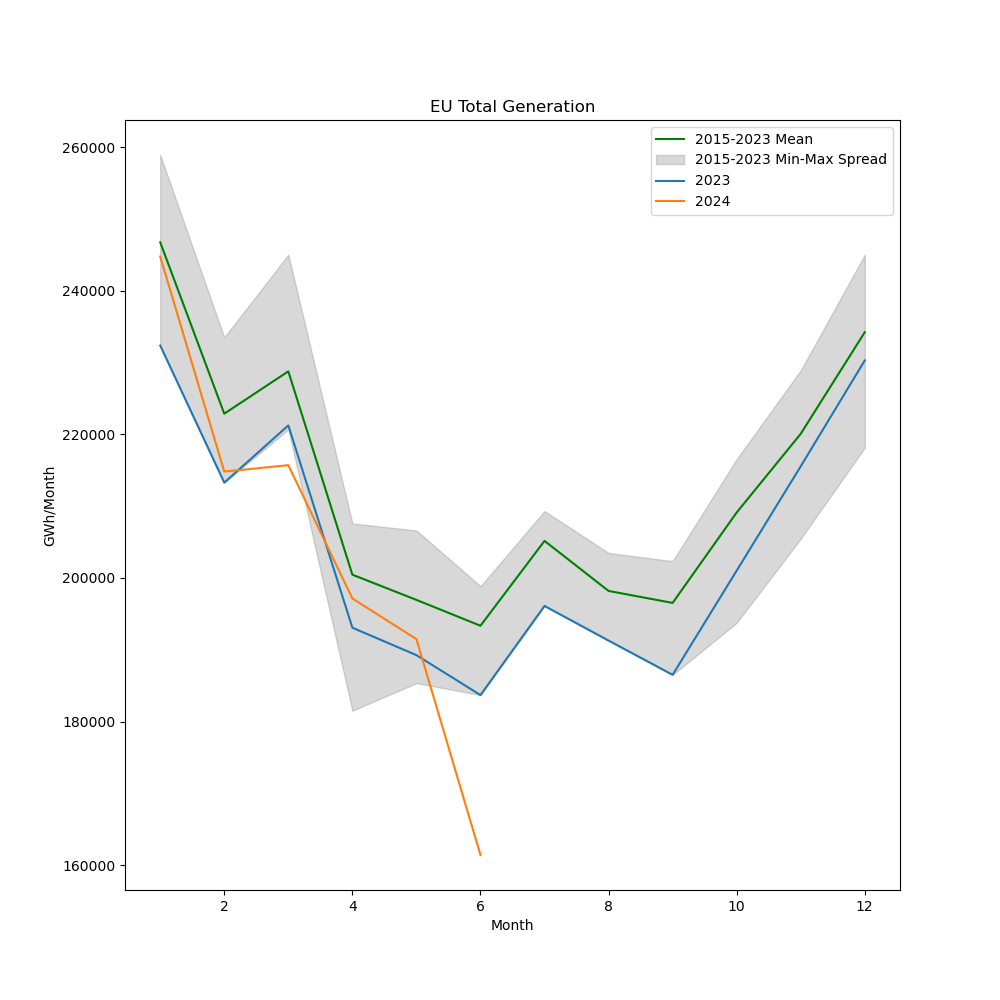 EU Total Generation
2015-2023 Mean
2015-2023 Min-Max Spread
2023
2024
260000
240000
220000
200000
180000
160000
GWh/Month
2 4 6 8 10 12
Month